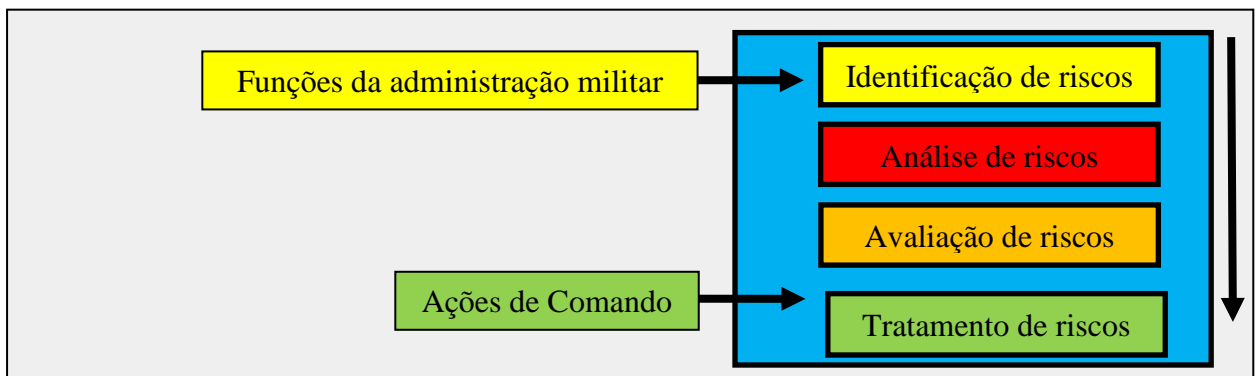 Funções da administração militar
Identificação de riscos
Análise de riscos
Avaliação de riscos
Ações de Comando
Tratamento de riscos